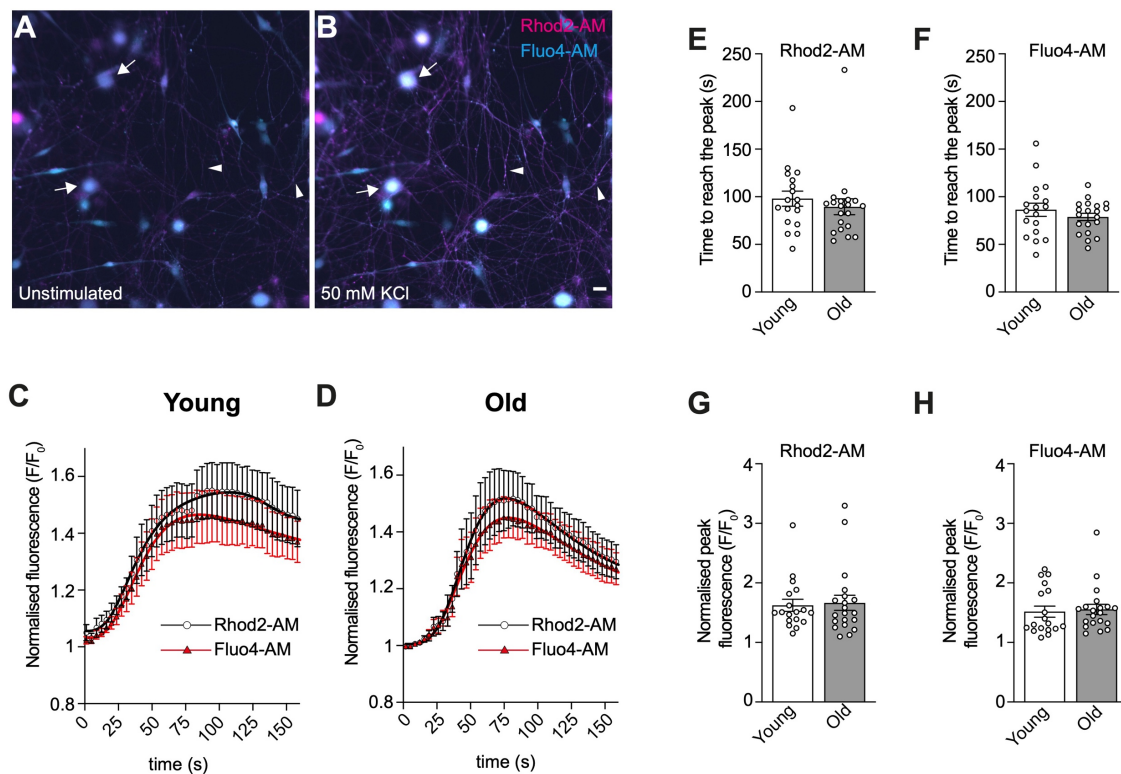 A
B
Rhod2-AM
Fluo4-AM
Unstimulated
50 mM KCl
E
Rhod2-AM
Time to reach the peak (s)
250
200
150
100
50
0
Young
Old
F
Fluo4-AM
Time to reach the peak (s)
250
200
150
100
50
0
Young
Old
C
Young
Normalised fluorescence (F/F₀)
1.6
1.4
1.2
1
0.8
Rhod2-AM
Fluo4-AM
0
25
50
75
100
125
150
time (s)
D
Old
Normalised fluorescence (F/F₀)
1.6
1.4
1.2
1
0.8
Rhod2-AM
Fluo4-AM
0
25
50
75
100
125
150
time (s)
G
Rhod2-AM
Normalised peak
fluorescence (F/F₀)
4
3
2
1
0
Young
Old
H
Fluo4-AM
Normalised peak
fluorescence (F/F₀)
4
3
2
1
0
Young
Old